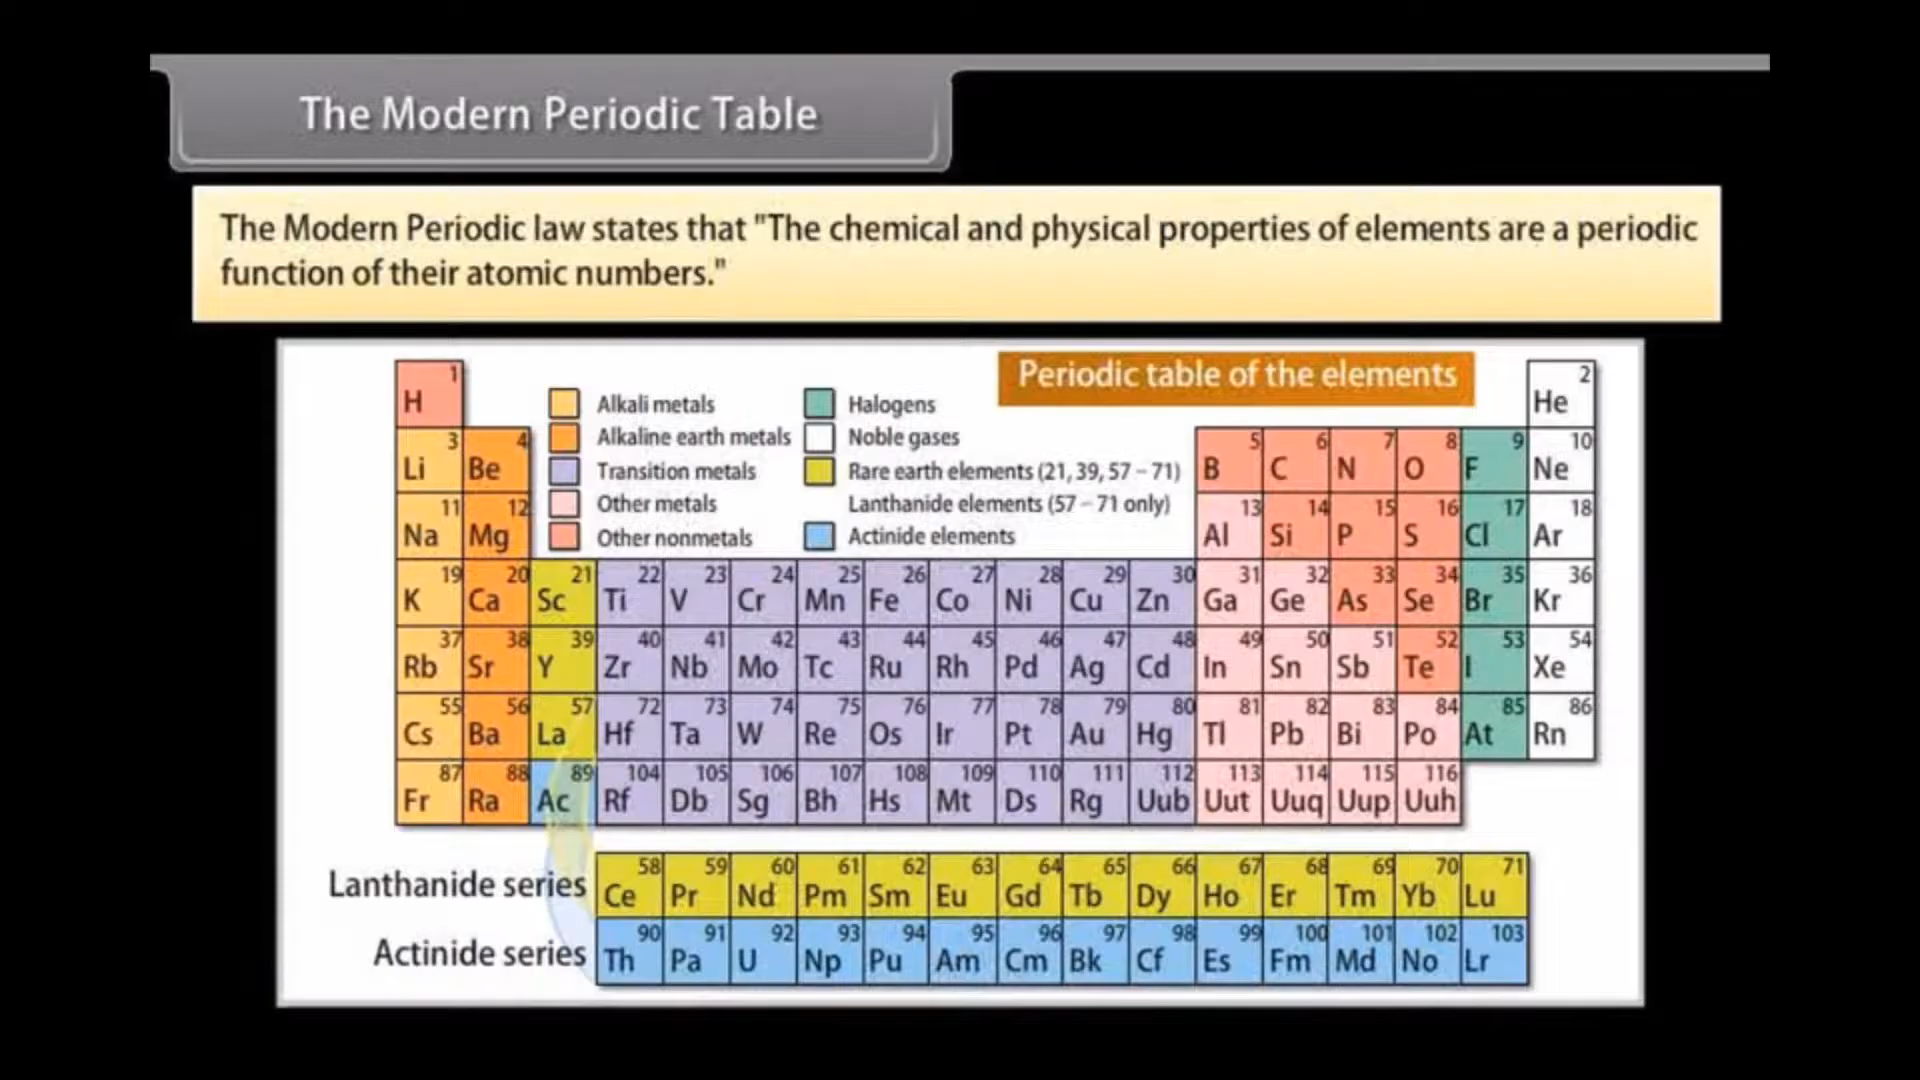 The Modern Periodic Table
The Modern Periodic law states that "The chemical and physical properties of elements are a periodic
function of their atomic numbers."
Periodic table of the elements
Alkali metals
Alkaline earth metals
Transition metals
Other metals
Other nonmetals
Halogens
Noble gases
Rare earth elements (21, 39, 57 – 71)
Lanthanide elements (57 – 71 only)
Actinide elements
1 2
H He
3 4 5 6 7 8 9 10
Li Be B C N O F Ne
11 12 13 14 15 16 17 18
Na Mg Al Si P S Cl Ar
19 20 21 22 23 24 25 26 27 28 29 30 31 32 33 34 35 36
K Ca Sc Ti V Cr Mn Fe Co Ni Cu Zn Ga Ge As Se Br Kr
37 38 39 40 41 42 43 44 45 46 47 48 49 50 51 52 53 54
Rb Sr Y Zr Nb Mo Tc Ru Rh Pd Ag Cd In Sn Sb Te I Xe
55 56 57 72 73 74 75 76 77 78 79 80 81 82 83 84 85 86
Cs Ba La Hf Ta W Re Os Ir Pt Au Hg Tl Pb Bi Po At Rn
87 88 89 104 105 106 107 108 109 110 111 112 113 114 115 116
Fr Ra Ac Rf Db Sg Bh Hs Mt Ds Rg Uub Uut Uuq Uup Uuh
58 59 60 61 62 63 64 65 66 67 68 69 70 71
Lanthanide series Ce Pr Nd Pm Sm Eu Gd Tb Dy Ho Er Tm Yb Lu
90 91 92 93 94 95 96 97 98 99 100 101 102 103
Actinide series Th Pa U Np Pu Am Cm Bk Cf Es Fm Md No Lr